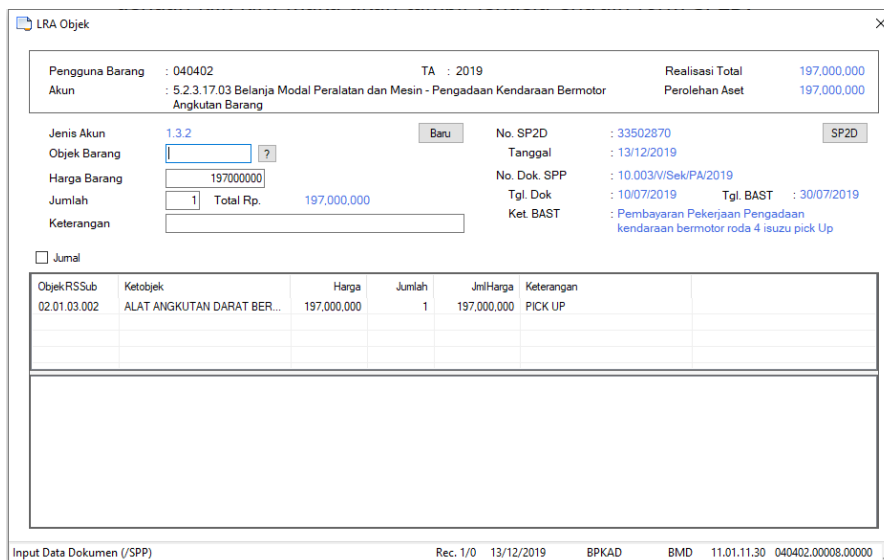 LRA Objek
Pengguna Barang : 040402 TA : 2019 Realisasi Total 197,000,000
Akun : 5.2.3.17.03 Belanja Modal Peralatan dan Mesin - Pengadaan Kendaraan Bermotor Perolehan Aset 197,000,000
Angkutan Barang
Jenis Akun 1.3.2 Baru No. SP2D : 33502870 SP2D
Objek Barang ? Tanggal : 13/12/2019
Harga Barang 197000000 No. Dok. SPP : 10.003/V/Sek/PA/2019
Jumlah 1 Total Rp. 197,000,000 Tgl. Dok : 10/07/2019 Tgl. BAST : 30/07/2019
Keterangan Ket. BAST : Pembayaran Pekerjaan Pengadaan
kendaraan bermotor roda 4 isuzu pick Up
Jurnal
ObjekRSSub Ketobjek Harga Jumlah JmlHarga Keterangan
02.01.03.002 ALAT ANGKUTAN DARAT BER... 197,000,000 1 197,000,000 PICK UP
Input Data Dokumen (/SPP) Rec. 1/0 13/12/2019 BPKAD BMD 11.01.11.30 040402.00008.00000